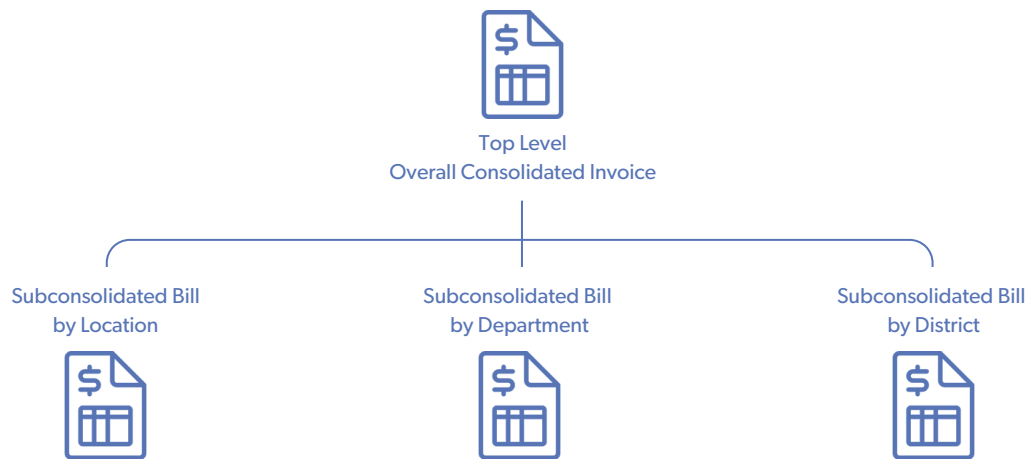 $
Top Level
Overall Consolidated Invoice
Subconsolidated Bill
by Location
Subconsolidated Bill
by Department
Subconsolidated Bill
by District
$
$
$